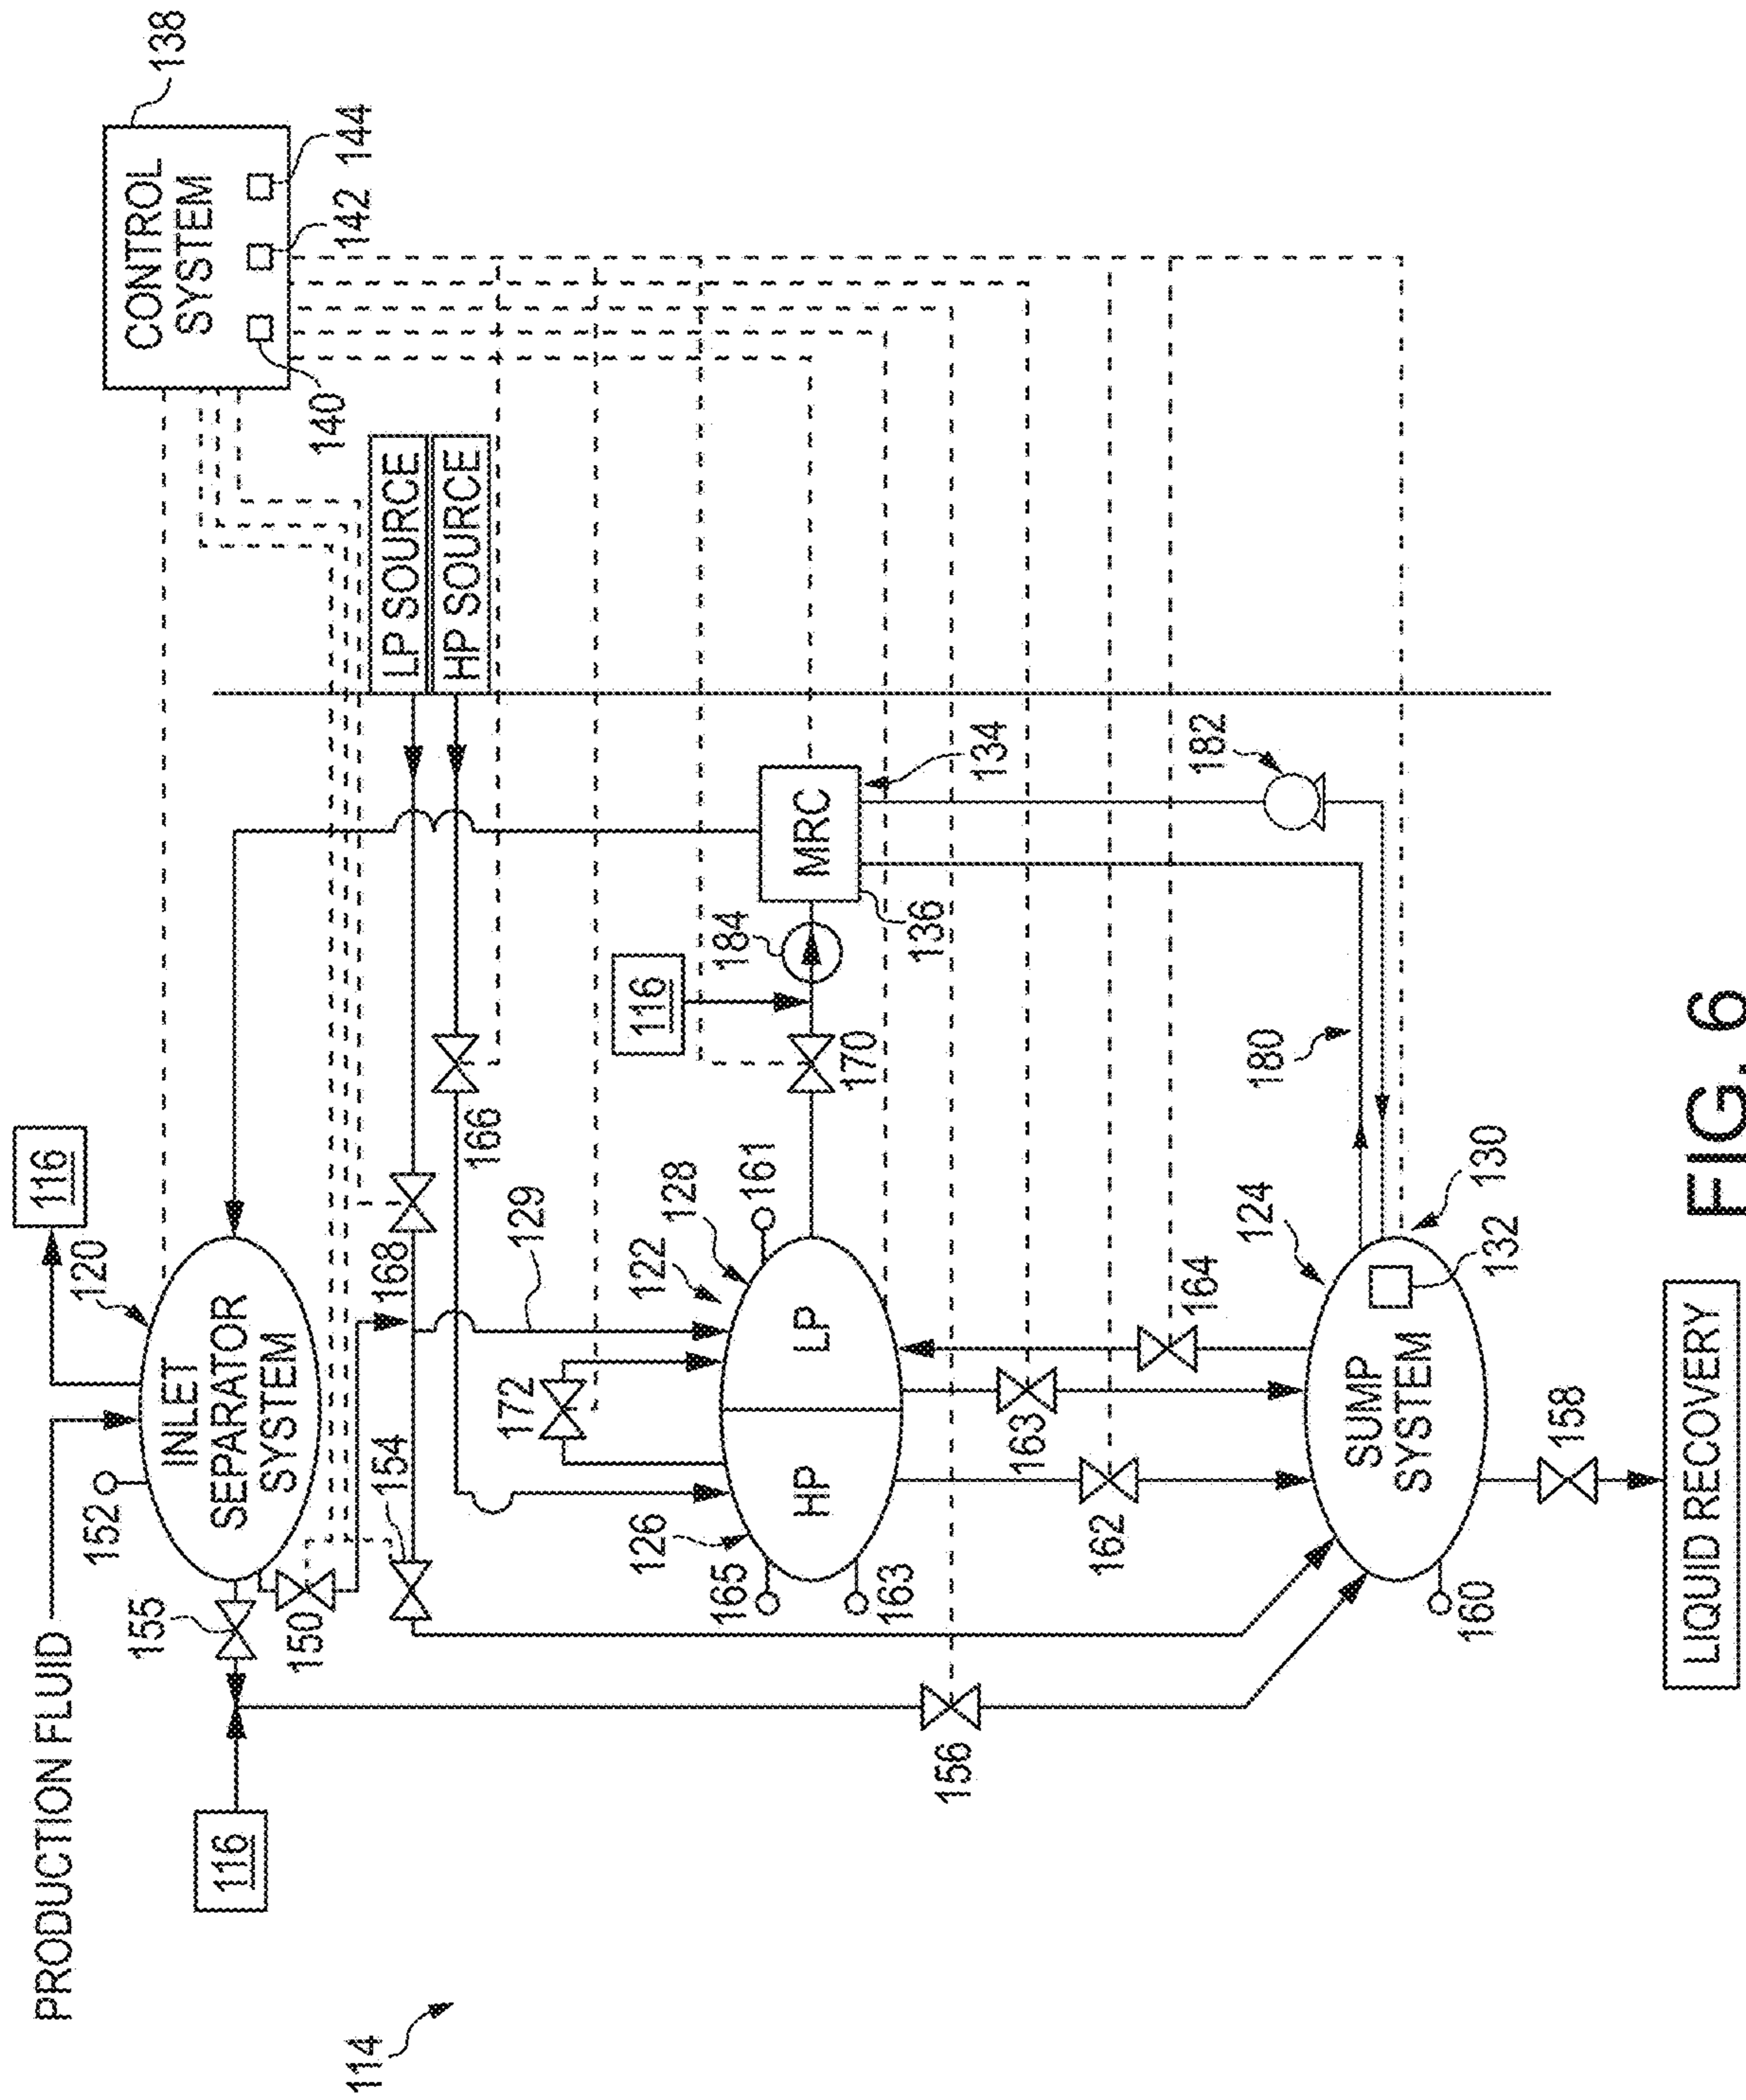 138
CONTROL
SYSTEM
140
142
144
LP SOURCE
HP SOURCE
116
PRODUCTION FLUID
120
INLET
SEPARATOR
SYSTEM
152
155
150
116
154
168
166
129
172
122
128
161
LP
HP
126
165
163
170
116
184
MRC
134
136
182
180
162
163
164
156
124
130
132
SUMP
SYSTEM
160
158
LIQUID RECOVERY
114
FIG. 6